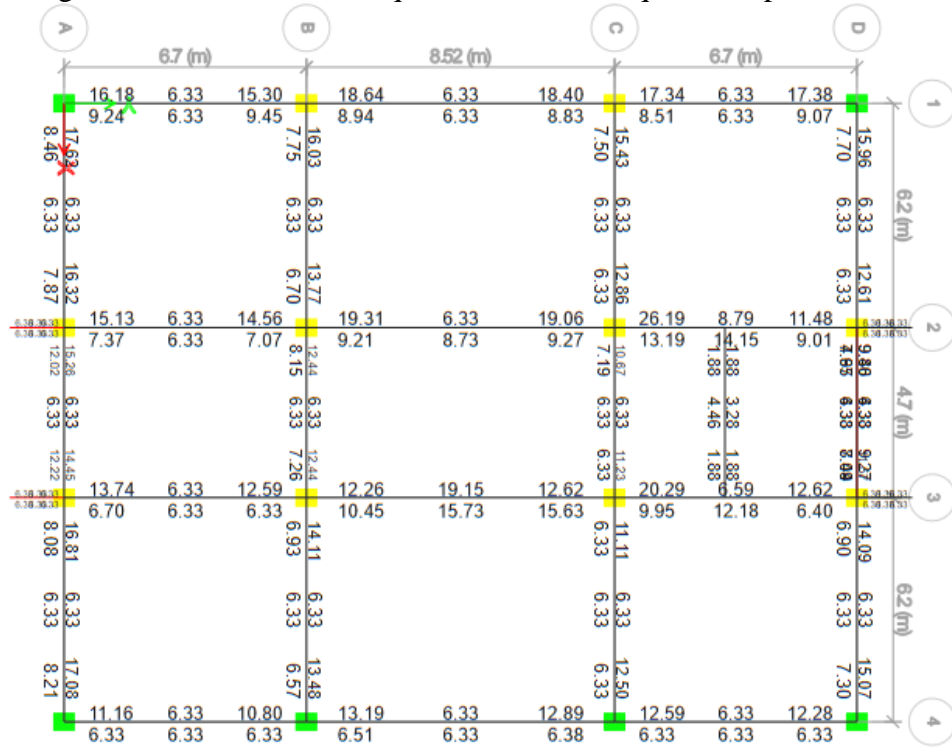 A B C D
6.7 (m) 8.52 (m) 6.7 (m)
16.18 6.33 15.30 18.64 6.33 18.40 17.34 6.33 17.38
1
9.24 6.33 9.45 8.94 6.33 8.83 8.51 6.33 9.07
8.46 7.75 16.03 7.50 15.43 7.70 15.96
6.33 6.33 6.33 6.33 6.33 6.33 6.33 6.33
6.2 (m)
7.87 16.32 6.70 13.77 6.33 12.86 6.33 12.61
15.13 6.33 14.56 19.31 6.33 19.06 26.19 8.79 11.48
2
7.37 6.33 7.07 9.21 8.73 9.27 13.19 14.15 9.01
12.02 15.26 8.15 12.44 7.19 10.67 1.88 1.88
6.33 6.33 6.33 6.33 6.33 6.33 4.46 3.28
4.7 (m)
12.22 14.45 7.26 12.44 6.33 11.23 1.88 1.88
13.74 6.33 12.59 12.26 19.15 12.62 20.29 6.59 12.62
3
6.70 6.33 6.33 10.45 15.73 15.63 9.95 12.18 6.40
8.08 16.81 6.93 14.11 6.33 11.11 6.90 14.09
6.33 6.33 6.33 6.33 6.33 6.33 6.33 6.33
6.2 (m)
8.21 17.08 6.57 13.48 6.33 12.50 7.30 15.07
11.16 6.33 10.80 13.19 6.33 12.89 12.59 6.33 12.28
4
6.33 6.33 6.33 6.51 6.33 6.38 6.33 6.33 6.33